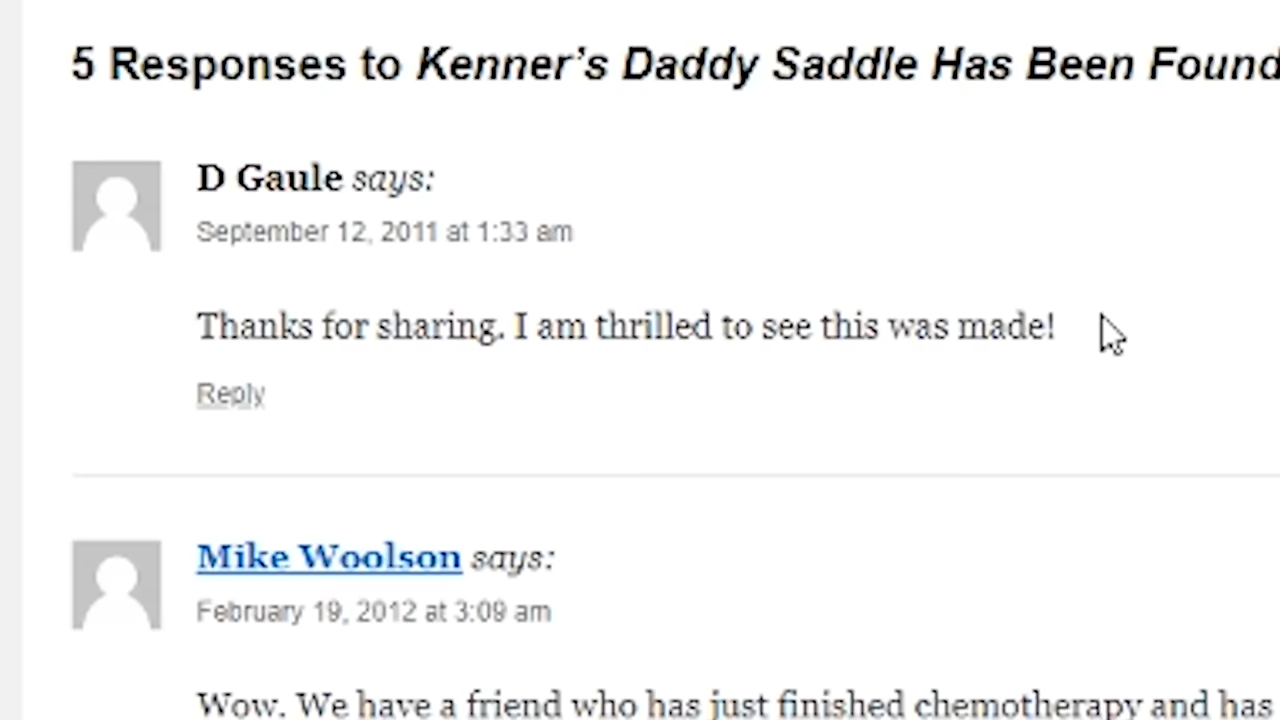 5 Responses to Kenner’s Daddy Saddle Has Been Found
D Gaule says:
September 12, 2011 at 1:33 am
Thanks for sharing. I am thrilled to see this was made!
Reply
Mike Woolson says:
February 19, 2012 at 3:09 am
Wow. We have a friend who has just finished chemotherapy and has